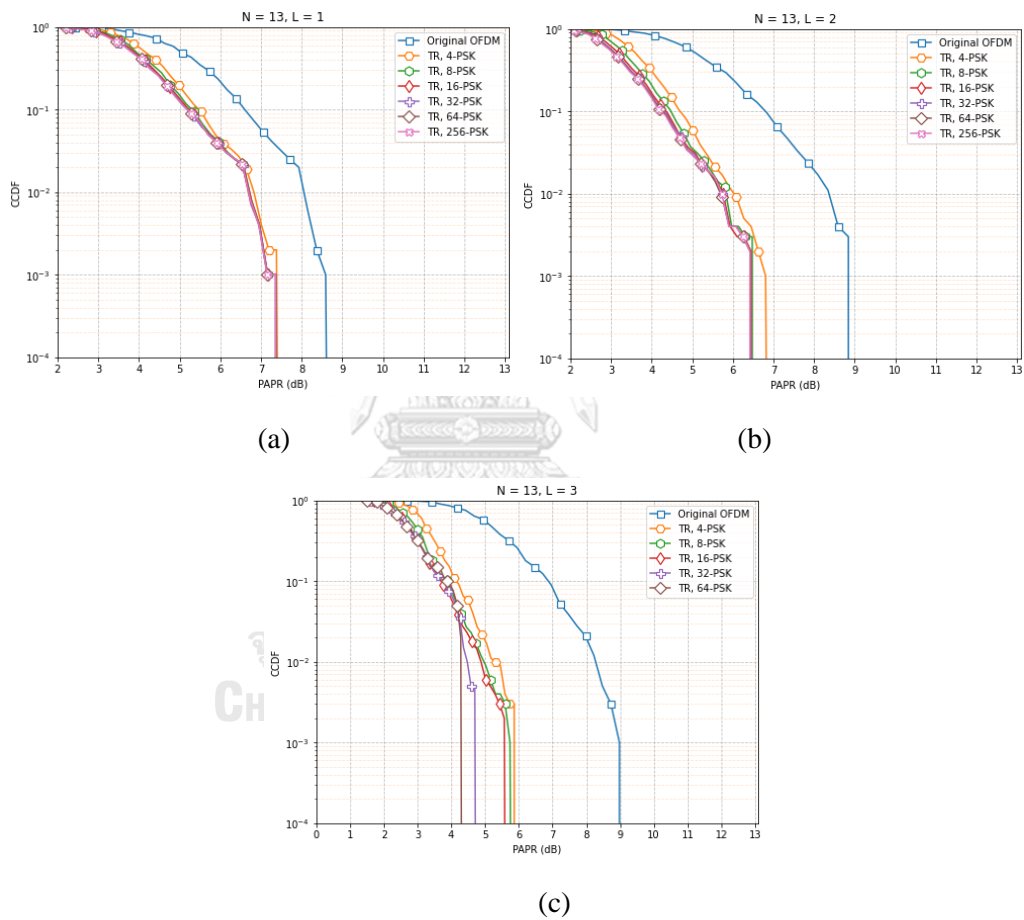 N = 13, L = 1
CCDF
10⁰
10⁻¹
10⁻²
10⁻³
10⁻⁴
2 3 4 5 6 7 8 9 10 11 12 13
PAPR (dB)
Original OFDM
TR, 4-PSK
TR, 8-PSK
TR, 16-PSK
TR, 32-PSK
TR, 64-PSK
TR, 256-PSK
(a)
N = 13, L = 2
CCDF
10⁰
10⁻¹
10⁻²
10⁻³
10⁻⁴
2 3 4 5 6 7 8 9 10 11 12 13
PAPR (dB)
Original OFDM
TR, 4-PSK
TR, 8-PSK
TR, 16-PSK
TR, 32-PSK
TR, 64-PSK
TR, 256-PSK
(b)
N = 13, L = 3
CCDF
10⁰
10⁻¹
10⁻²
10⁻³
10⁻⁴
0 1 2 3 4 5 6 7 8 9 10 11 12 13
PAPR (dB)
Original OFDM
TR, 4-PSK
TR, 8-PSK
TR, 16-PSK
TR, 32-PSK
TR, 64-PSK
(c)